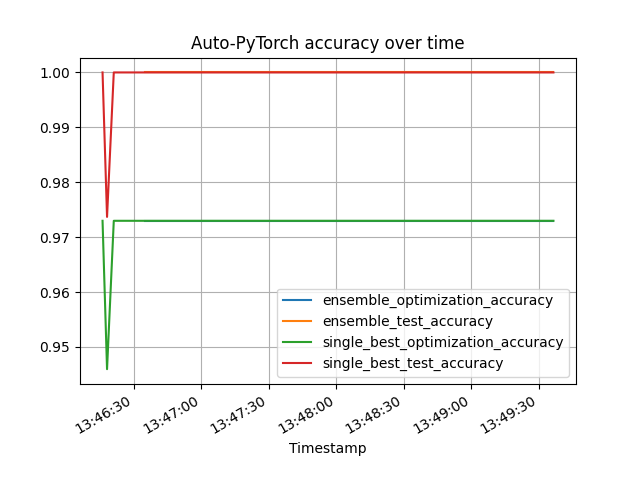 Auto-PyTorch accuracy over time
1.00
0.99
0.98
0.97
0.96
0.95
ensemble_optimization_accuracy
ensemble_test_accuracy
single_best_optimization_accuracy
single_best_test_accuracy
13:46:30
13:47:00
13:47:30
13:48:00
13:48:30
13:49:00
13:49:30
Timestamp